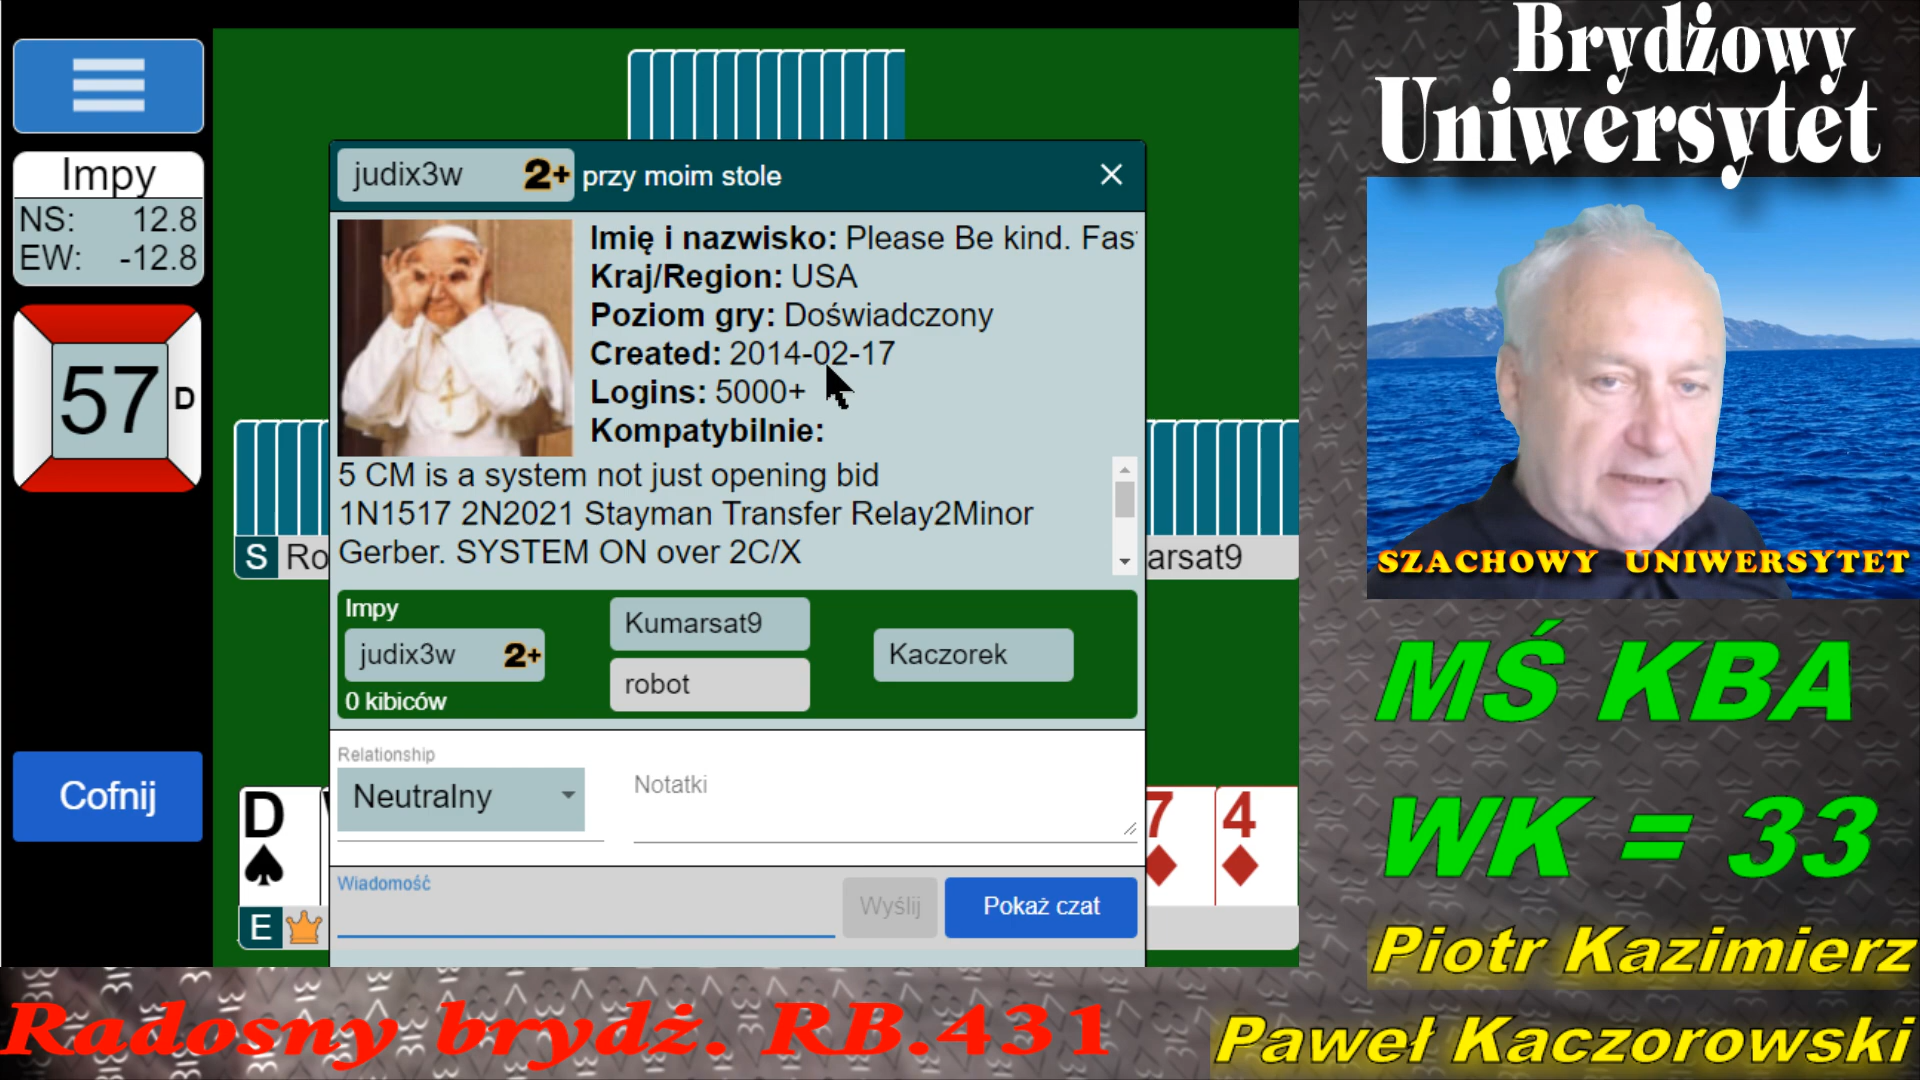 Impy
NS: 12.8
EW: -12.8
57 D
Cofnij
judix3w 2+ przy moim stole
Imię i nazwisko: Please Be kind. Fas
Kraj/Region: USA
Poziom gry: Doświadczony
Created: 2014-02-17
Logins: 5000+
Kompatybilnie:
5 CM is a system not just opening bid
1N1517 2N2021 Stayman Transfer Relay2Minor
Gerber. SYSTEM ON over 2C/X
S Ro
arsat9
Impy
judix3w 2+
0 kibiców
Kumarsat9
robot
Kaczorek
Relationship
Neutralny
Notatki
Wiadomość
Wyślij
Pokaż czat
D
7
4
E
Brydżowy
Uniwersytet
SZACHOWY UNIWERSYTET
MŚ KBA
WK = 33
Piotr Kazimierz
Paweł Kaczorowski
Radosny brydż. RB.431